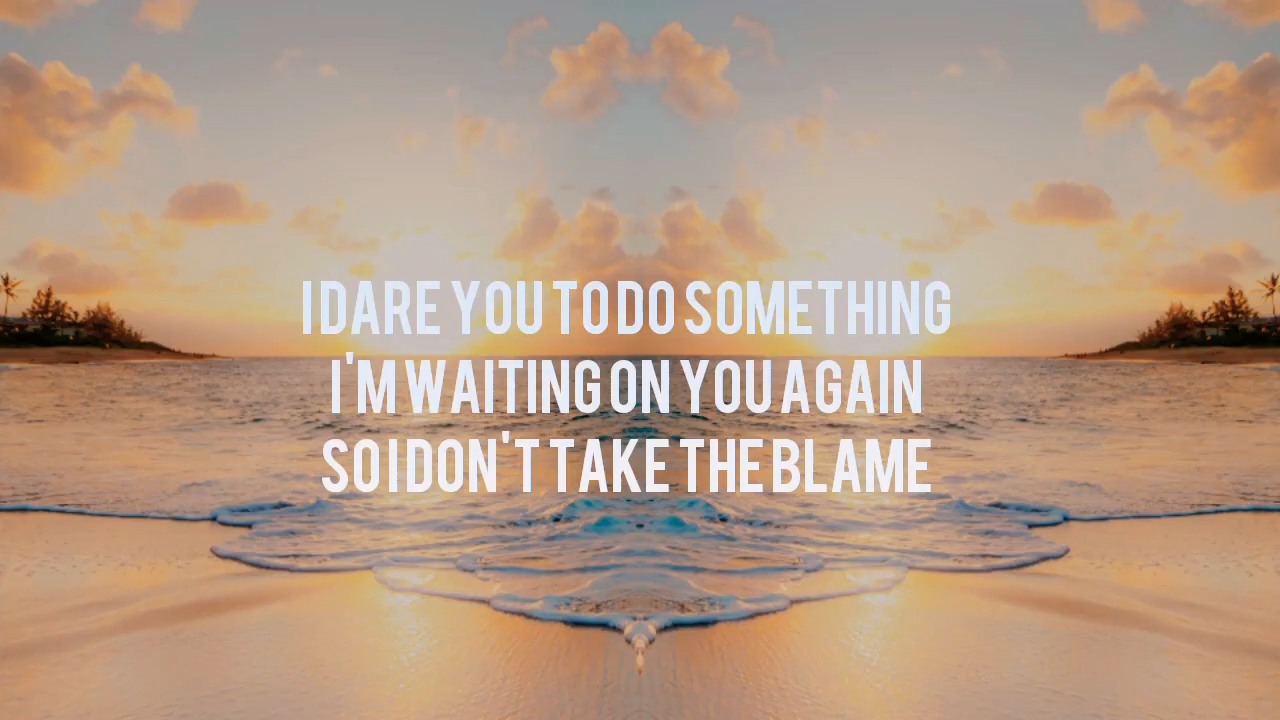 I DARE YOU TO DO SOMETHING
I'M WAITING ON YOU AGAIN
SO I DON'T TAKE THE BLAME